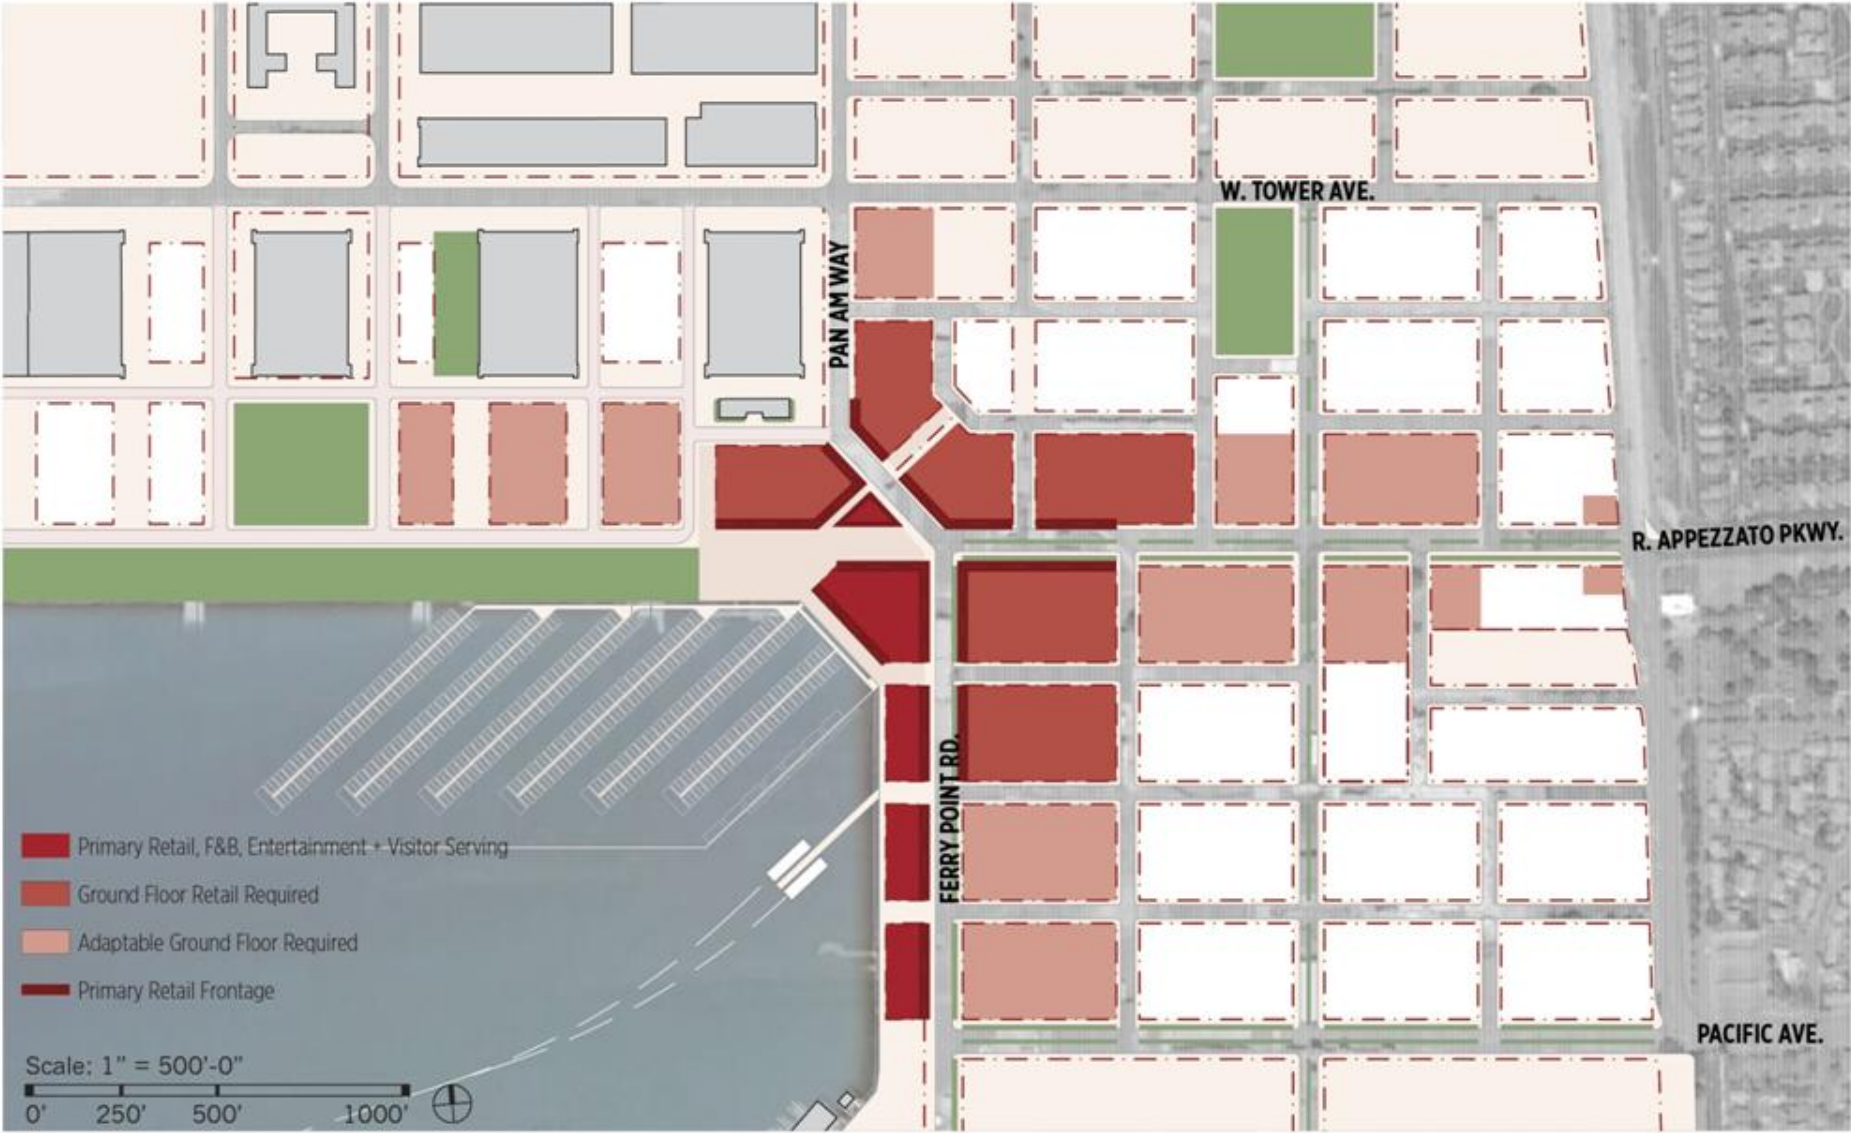 W. TOWER AVE.
PAN AM WAY
R. APPEZZATO PKWY.
FERRY POINT RD.
Primary Retail, F&B, Entertainment + Visitor Serving
Ground Floor Retail Required
Adaptable Ground Floor Required
Primary Retail Frontage
PACIFIC AVE.
Scale: 1" = 500'-0"
0' 250' 500' 1000'